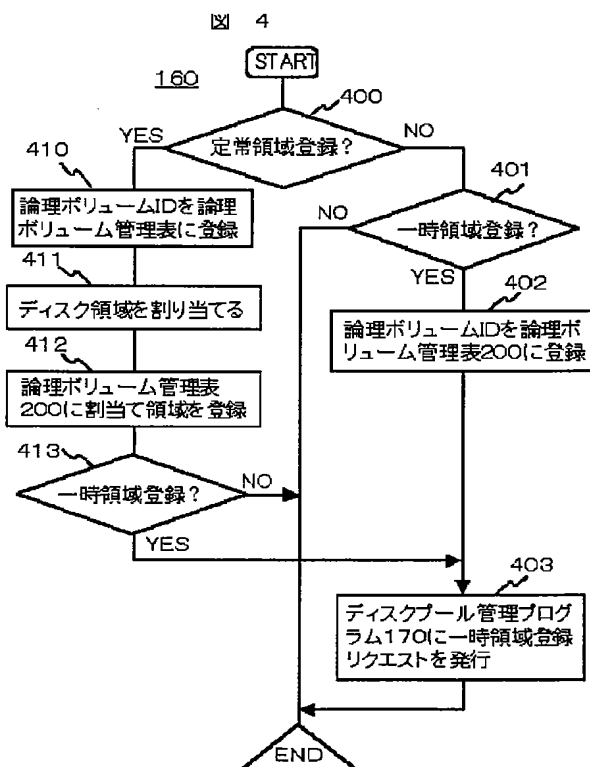 図 4
START
160
400
YES
定常領域登録?
NO
410
401
論理ボリュームIDを論理
ボリューム管理表に登録
NO
一時領域登録?
411
YES
402
ディスク領域を割り当てる
論理ボリュームIDを論理ボ
リューム管理表200に登録
412
論理ボリューム管理表
200に割当て領域を登録
413
一時領域登録?
NO
YES
403
ディスクプール管理プログ
ラム170に一時領域登録
リクエストを発行
END